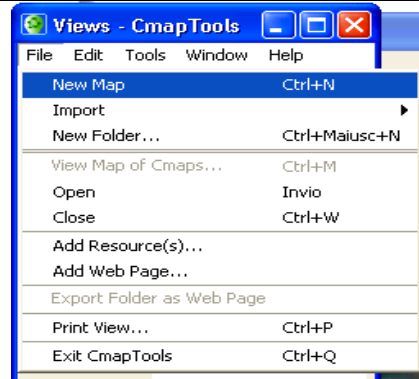 Views - CmapTools
File Edit Tools Window Help
New Map Ctrl+N
Import
New Folder... Ctrl+Maiusc+N
View Map of Cmaps... Ctrl+M
Open Invio
Close Ctrl+W
Add Resource(s)...
Add Web Page...
Export Folder as Web Page
Print View... Ctrl+P
Exit CmapTools Ctrl+Q